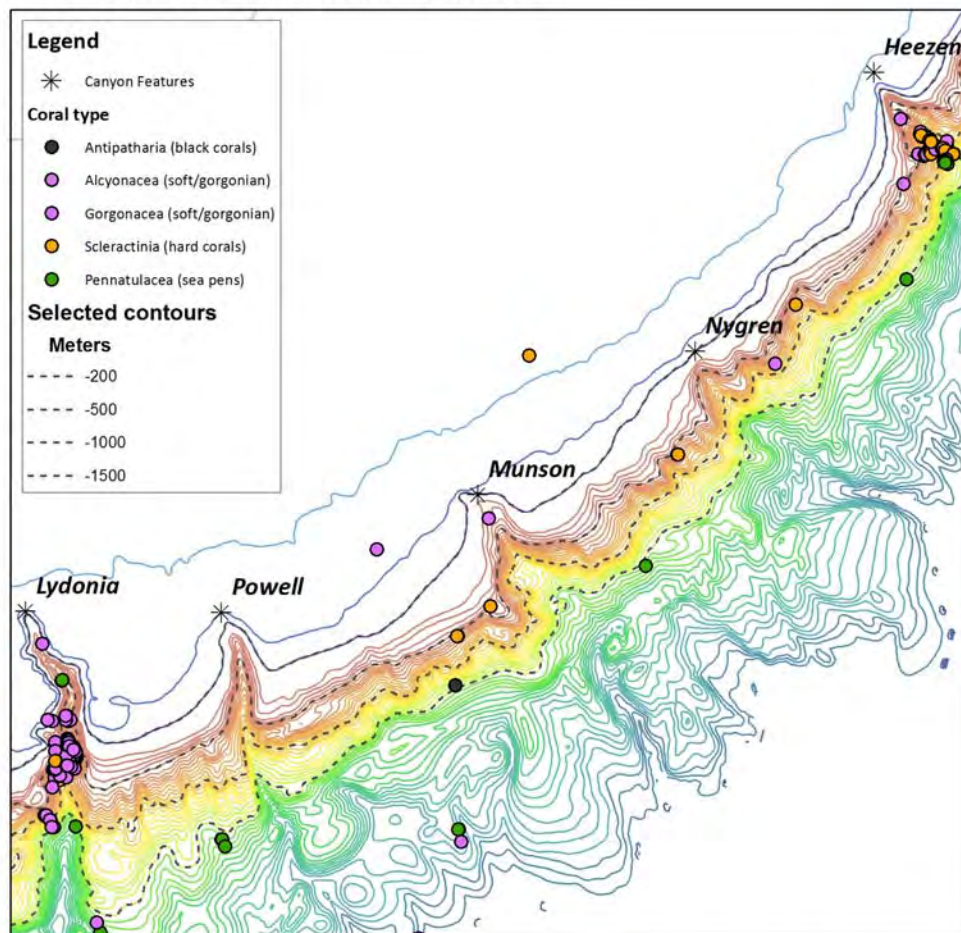 Legend
Canyon Features
Coral type
Antipatharia (black corals)
Alcyonacea (soft/gorgonian)
Gorgonacea (soft/gorgonian)
Scleractinia (hard corals)
Pennatulacea (sea pens)
Selected contours
Meters
-200
-500
-1000
-1500
Heezen
Nygren
Munson
Lydonia
Powell